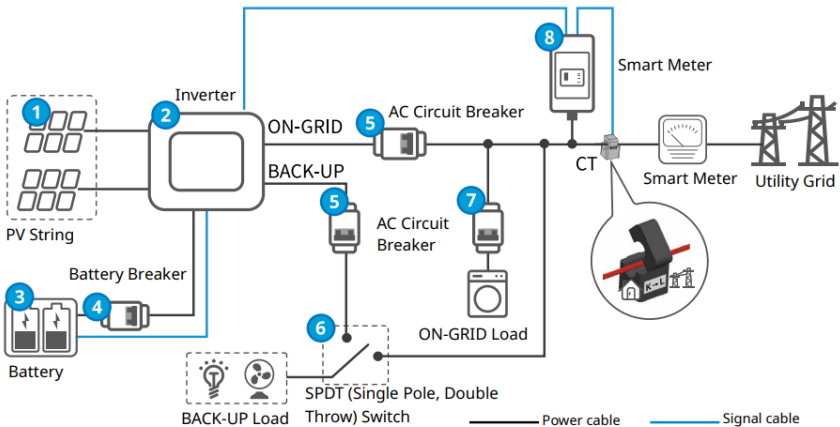 8
Smart Meter
Inverter
1
2
ON-GRID
5
AC Circuit Breaker
CT
Smart Meter
Utility Grid
BACK-UP
5
AC Circuit
Breaker
7
PV String
K→L
Battery Breaker
3
4
6
ON-GRID Load
Battery
BACK-UP Load
SPDT (Single Pole, Double
Throw) Switch
Power cable
Signal cable